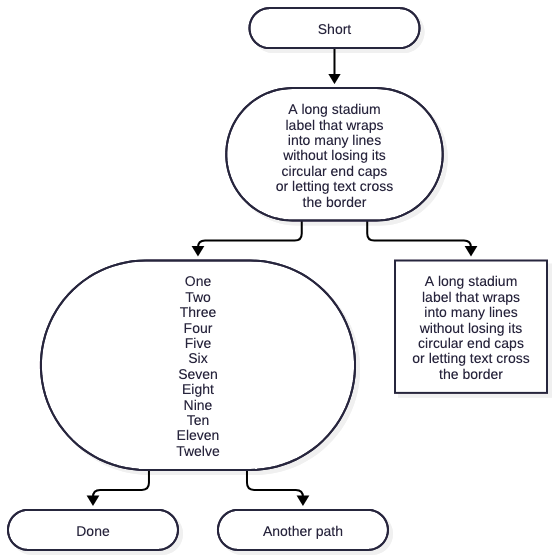 Short
A long stadium
label that wraps
into many lines
without losing its
circular end caps
or letting text cross
the border
One
Two
Three
Four
Five
Six
Seven
Eight
Nine
Ten
Eleven
Twelve
A long stadium
label that wraps
into many lines
without losing its
circular end caps
or letting text cross
the border
Done
Another path